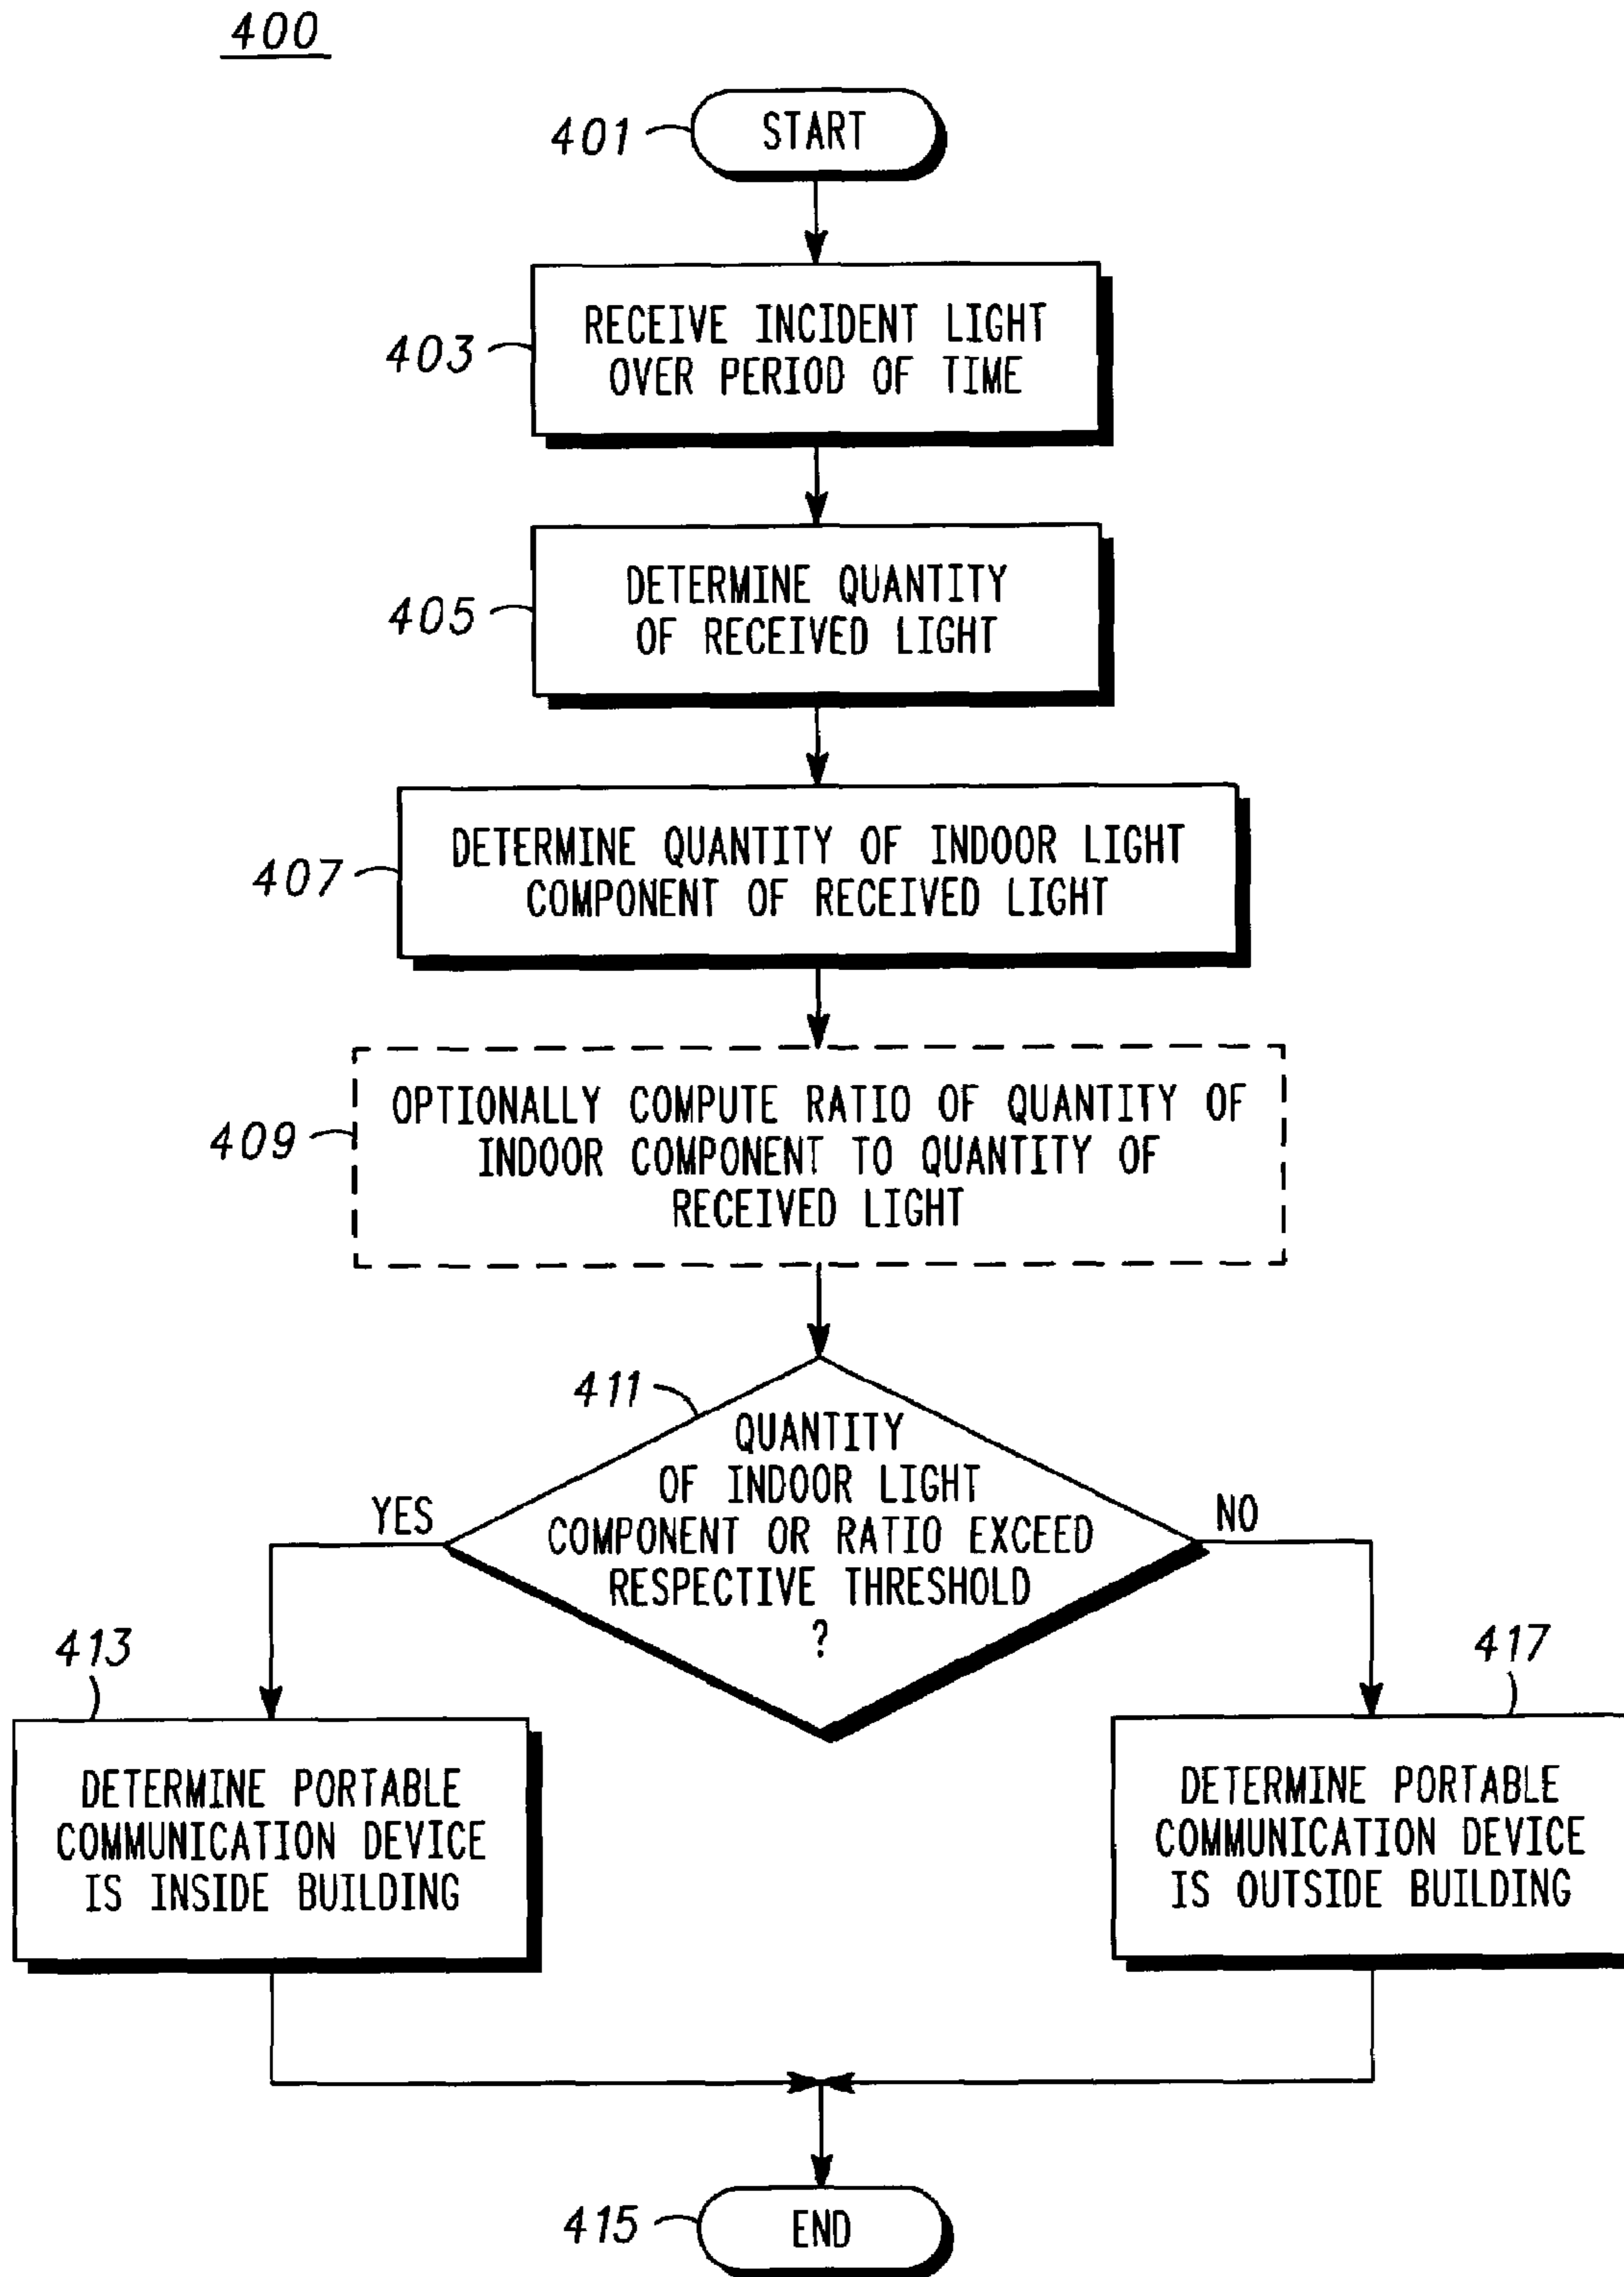 400
401
START
403
RECEIVE INCIDENT LIGHT
OVER PERIOD OF TIME
405
DETERMINE QUANTITY
OF RECEIVED LIGHT
407
DETERMINE QUANTITY OF INDOOR LIGHT
COMPONENT OF RECEIVED LIGHT
409
OPTIONALLY COMPUTE RATIO OF QUANTITY OF
INDOOR COMPONENT TO QUANTITY OF
RECEIVED LIGHT
411
QUANTITY
OF INDOOR LIGHT
COMPONENT OR RATIO EXCEED
RESPECTIVE THRESHOLD
?
YES
NO
413
DETERMINE PORTABLE
COMMUNICATION DEVICE
IS INSIDE BUILDING
417
DETERMINE PORTABLE
COMMUNICATION DEVICE
IS OUTSIDE BUILDING
415
END